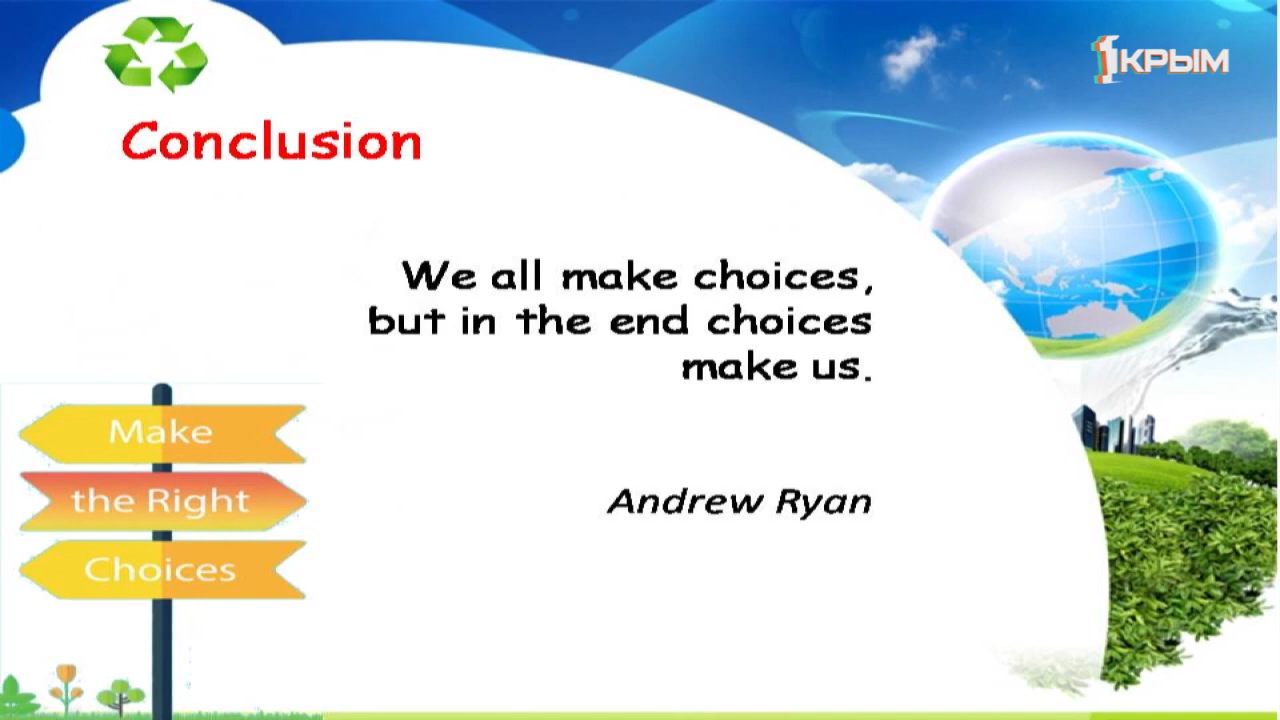 1КРЫМ
Conclusion
We all make choices,
but in the end choices
make us.
Andrew Ryan
Make
the Right
Choices